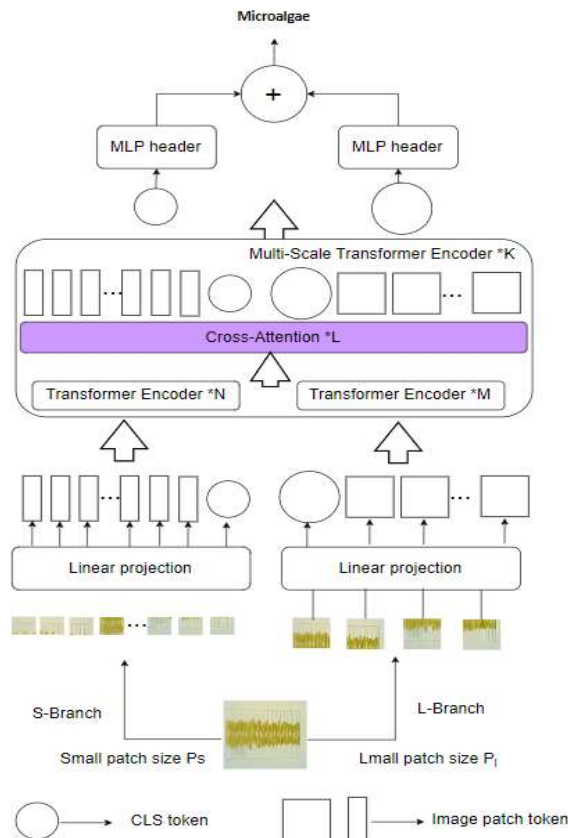 Microalgae
+
MLP header
MLP header
Multi-Scale Transformer Encoder *K
...
...
Cross-Attention *L
Transformer Encoder *N
Transformer Encoder *M
...
...
Linear projection
Linear projection
...
S-Branch
L-Branch
Small patch size Ps
Lmall patch size Pl
CLS token
Image patch token